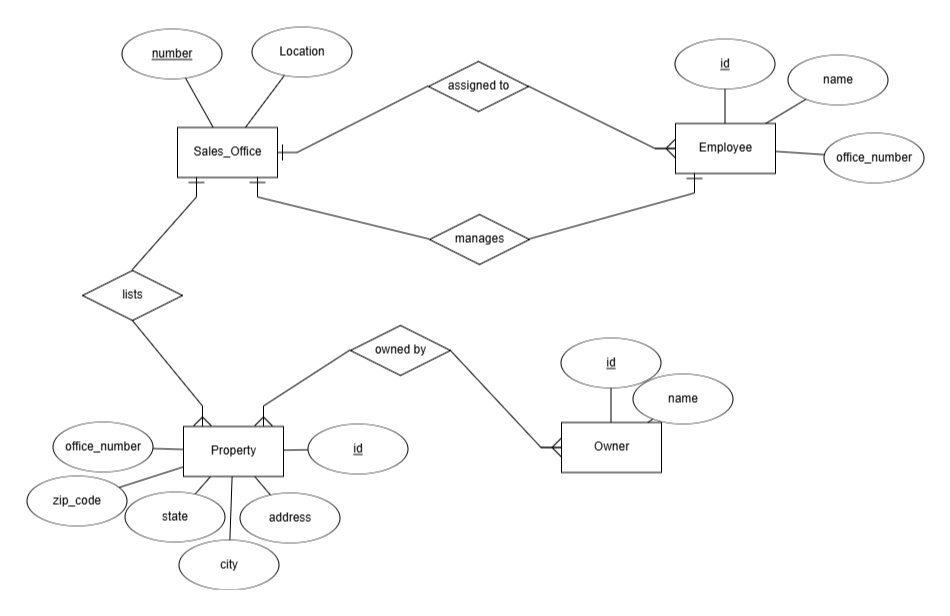 number
Location
id
name
assigned to
Sales_Office
Employee
office_number
manages
lists
owned by
id
name
office_number
Property
id
Owner
zip_code
state
address
city